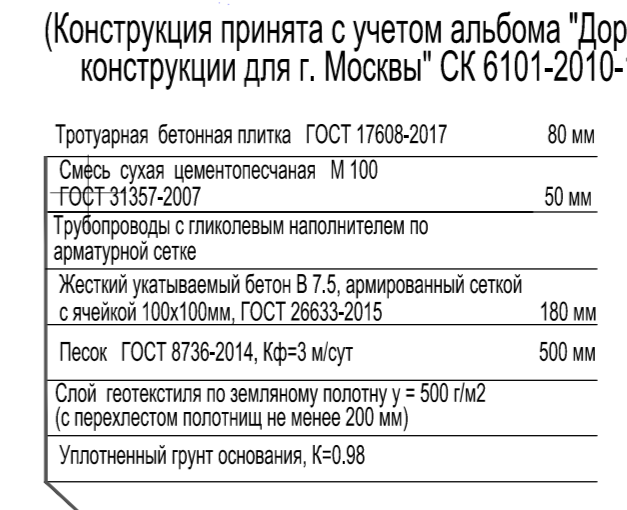 (Конструкция принята с учетом альбома "Дор
конструкции для г. Москвы" СК 6101-2010-
Тротуарная бетонная плитка ГОСТ 17608-2017 80 мм
Смесь сухая цементопесчаная М 100
ГОСТ 31357-2007 50 мм
Трубопроводы с гликолевым наполнителем по
арматурной сетке
Жесткий укатываемый бетон В 7.5, армированный сеткой
с ячейкой 100х100мм, ГОСТ 26633-2015 180 мм
Песок ГОСТ 8736-2014, Кф=3 м/сут 500 мм
Слой геотекстиля по земляному полотну у = 500 г/м2
(с перехлестом полотнищ не менее 200 мм)
Уплотненный грунт основания, К=0.98